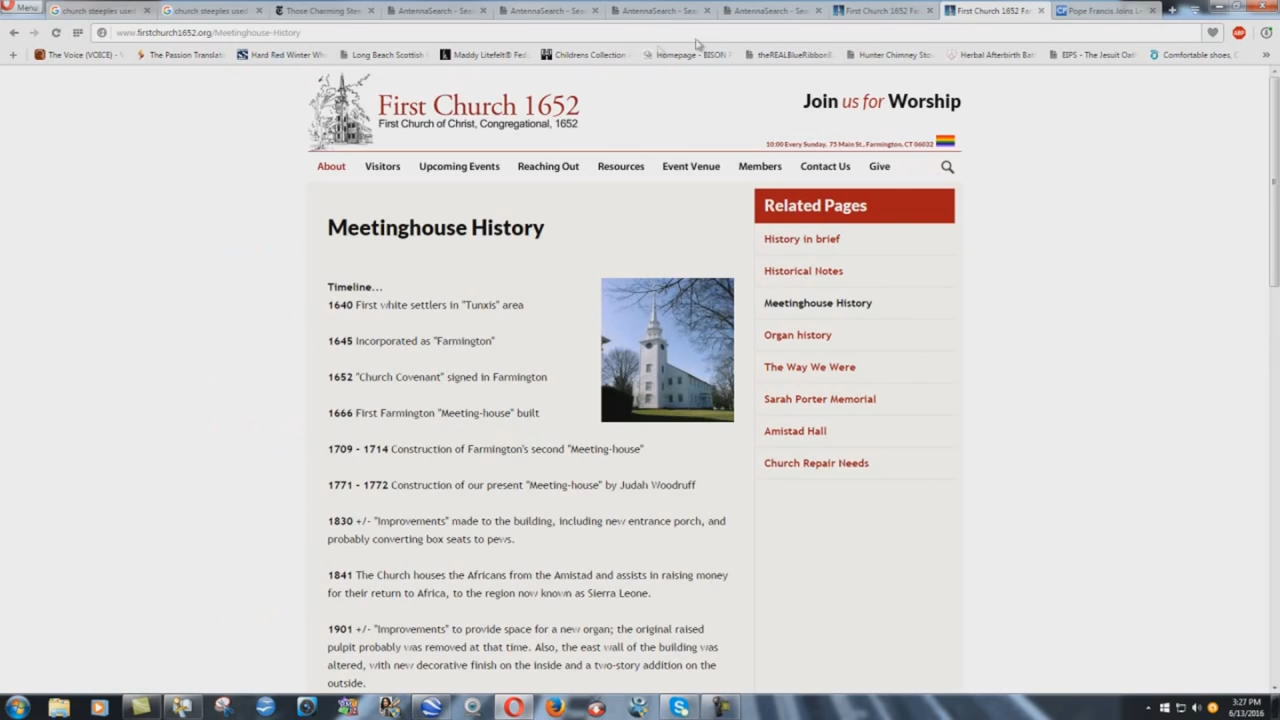 Menu
church steeples used
church steeples used
Those Charming Stee
AntennaSearch - Sea
AntennaSearch - Sea
AntennaSearch - Sea
AntennaSearch - Sea
First Church 1652 Fa
First Church 1652 Fa
Pope Francis Joins L
www.firstchurch1652.org/Meetinghouse-History
The Voice (VOICE) -
The Passion Translati
Hard Red Winter Wh
Long Beach Scottish
Maddy Litefelt® Fed
Childrens Collection
Homepage - BISON
theREALBlueRibbonB
Hunter Chimney Sto
Herbal Afterbirth Bat
EIPS - The Jesuit Oat
Comfortable shoes,
First Church 1652
First Church of Christ, Congregational, 1652
Join us for Worship
10:00 Every Sunday, 75 Main St., Farmington, CT 06032
About Visitors Upcoming Events Reaching Out Resources Event Venue Members Contact Us Give
Meetinghouse History
Timeline...
1640 First white settlers in "Tunxis" area
1645 Incorporated as "Farmington"
1652 "Church Covenant" signed in Farmington
1666 First Farmington "Meeting-house" built
1709 - 1714 Construction of Farmington's second "Meeting-house"
1771 - 1772 Construction of our present "Meeting-house" by Judah Woodruff
1830 +/- "Improvements" made to the building, including new entrance porch, and
probably converting box seats to pews.
1841 The Church houses the Africans from the Amistad and assists in raising money
for their return to Africa, to the region now known as Sierra Leone.
1901 +/- "Improvements" to provide space for a new organ; the original raised
pulpit probably was removed at that time. Also, the east wall of the building was
altered, with new decorative finish on the inside and a two-story addition on the
outside.
Related Pages
History in brief
Historical Notes
Meetinghouse History
Organ history
The Way We Were
Sarah Porter Memorial
Amistad Hall
Church Repair Needs
3:27 PM
6/13/2016